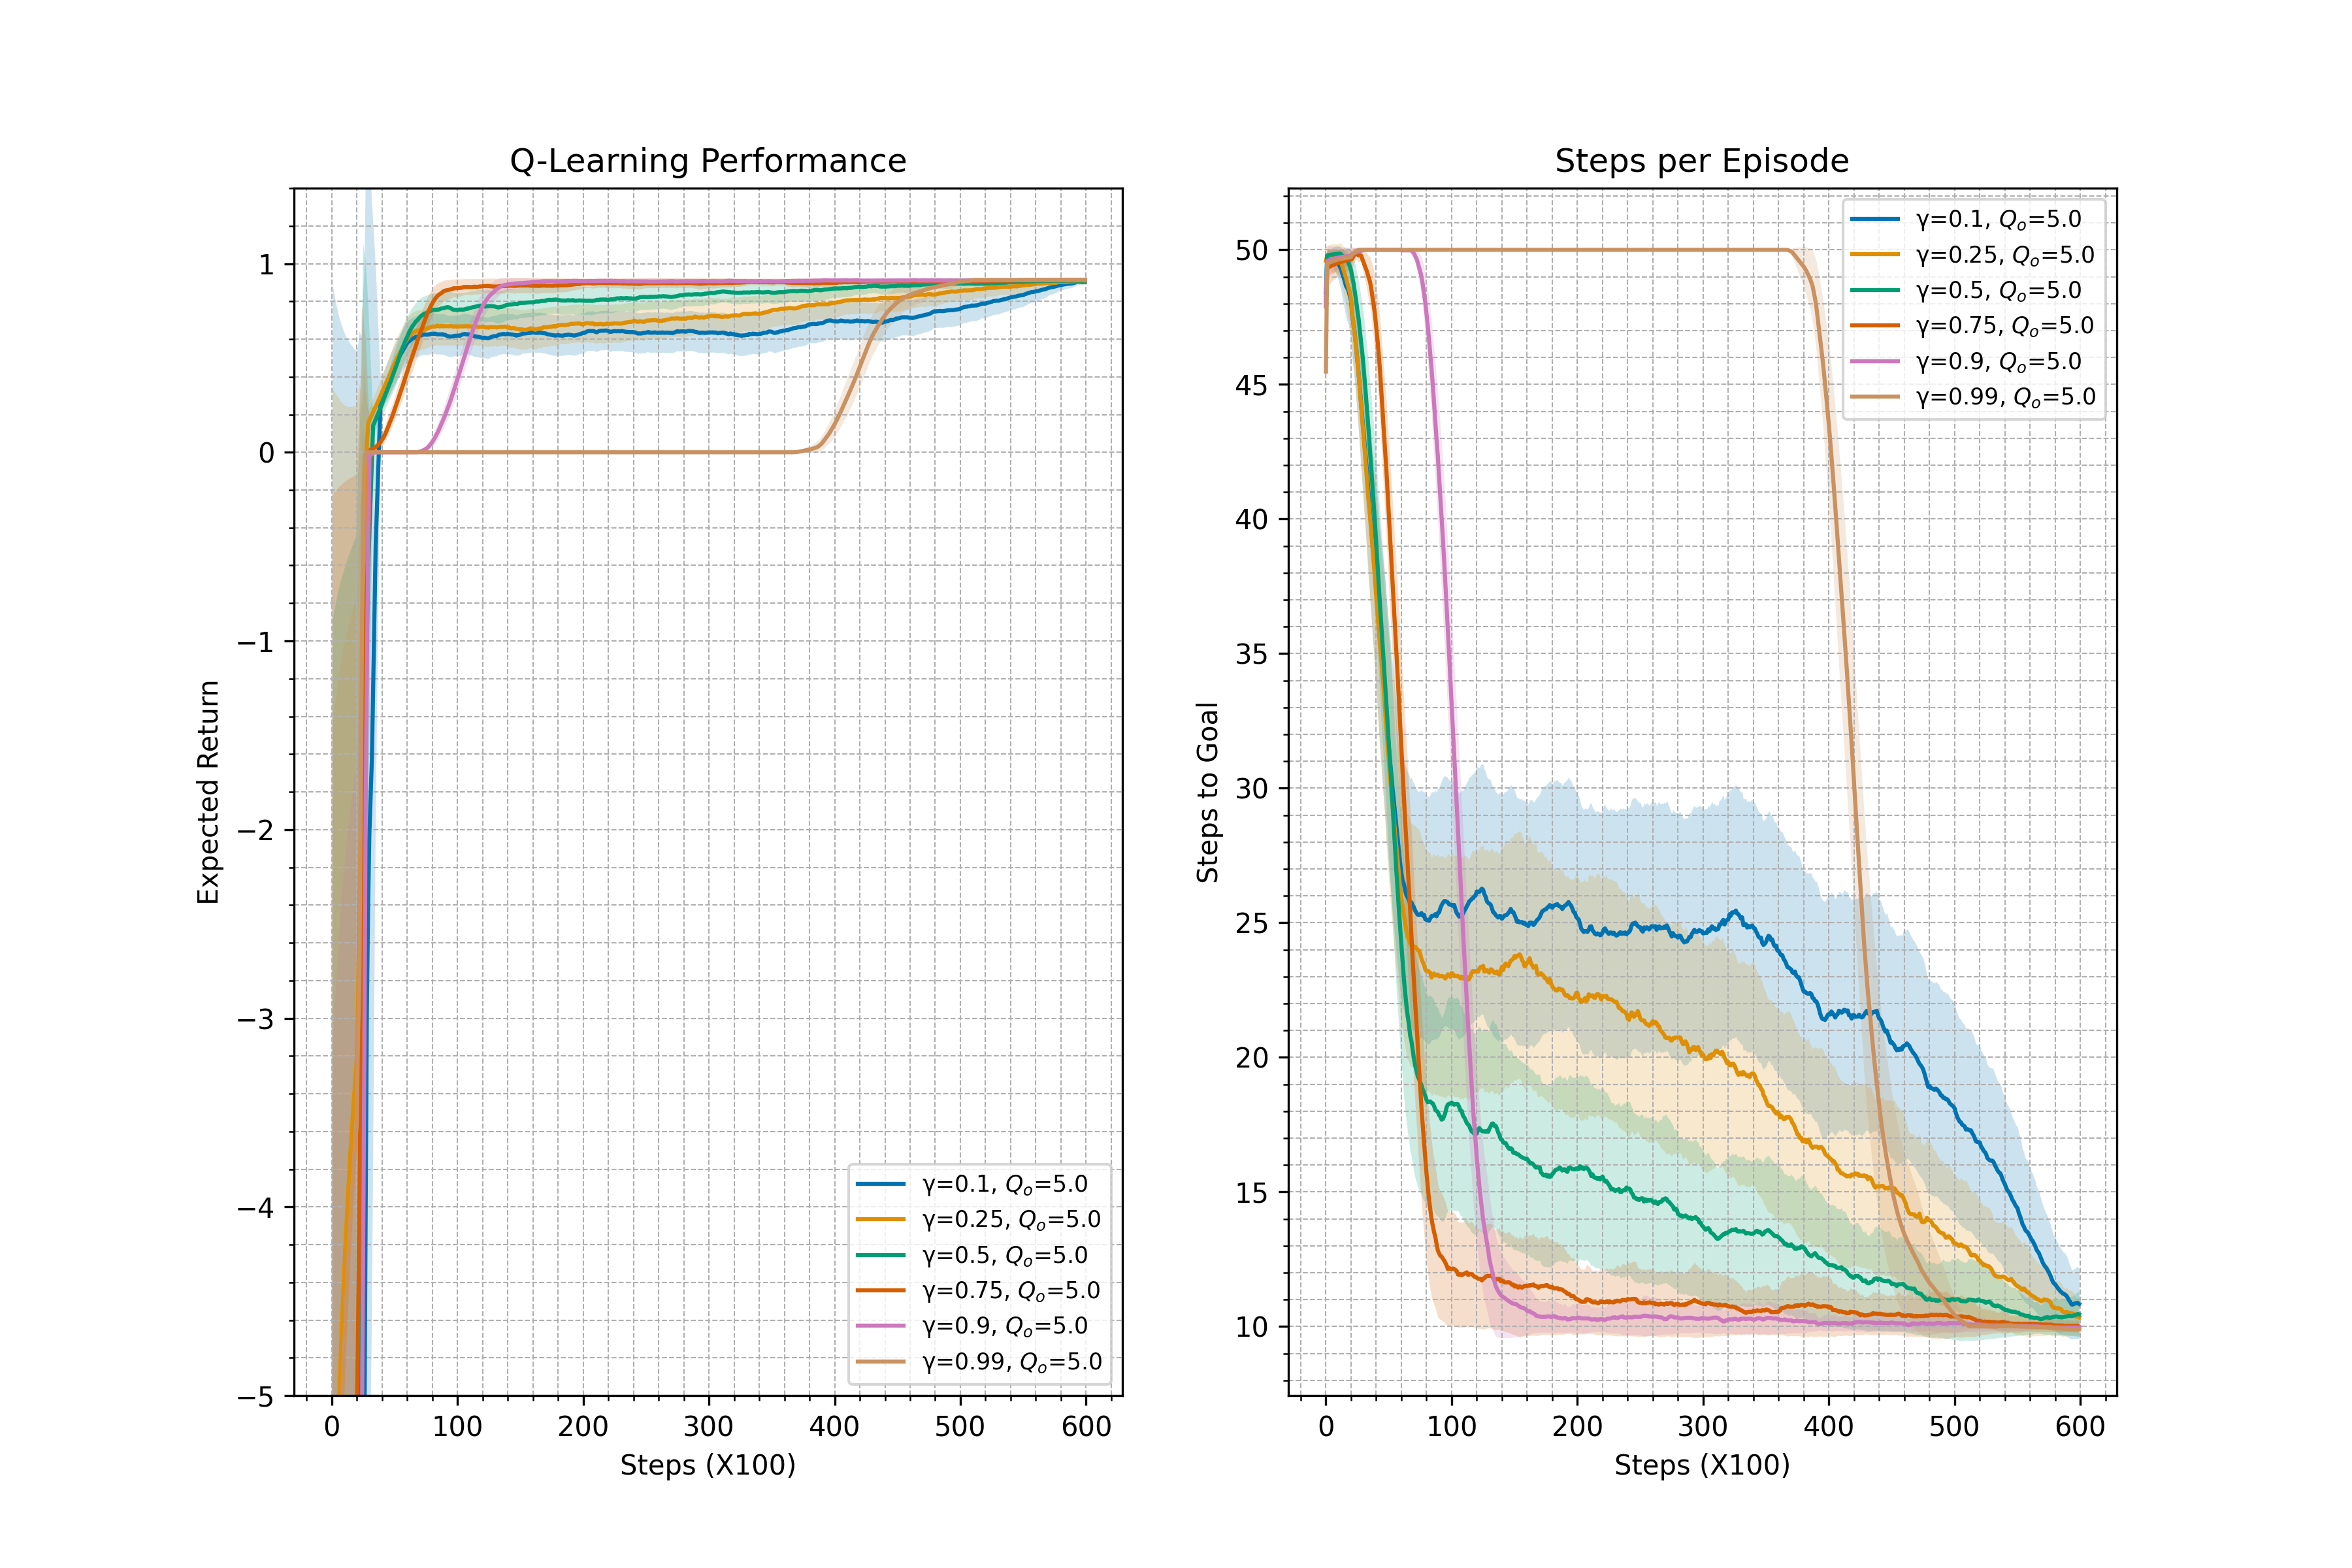 Q-Learning Performance
Expected Return
1
0
−1
−2
−3
−4
−5
0 100 200 300 400 500 600
Steps (X100)
γ=0.1, Qo=5.0
γ=0.25, Qo=5.0
γ=0.5, Qo=5.0
γ=0.75, Qo=5.0
γ=0.9, Qo=5.0
γ=0.99, Qo=5.0
Steps per Episode
Steps to Goal
50
45
40
35
30
25
20
15
10
0 100 200 300 400 500 600
Steps (X100)
γ=0.1, Qo=5.0
γ=0.25, Qo=5.0
γ=0.5, Qo=5.0
γ=0.75, Qo=5.0
γ=0.9, Qo=5.0
γ=0.99, Qo=5.0